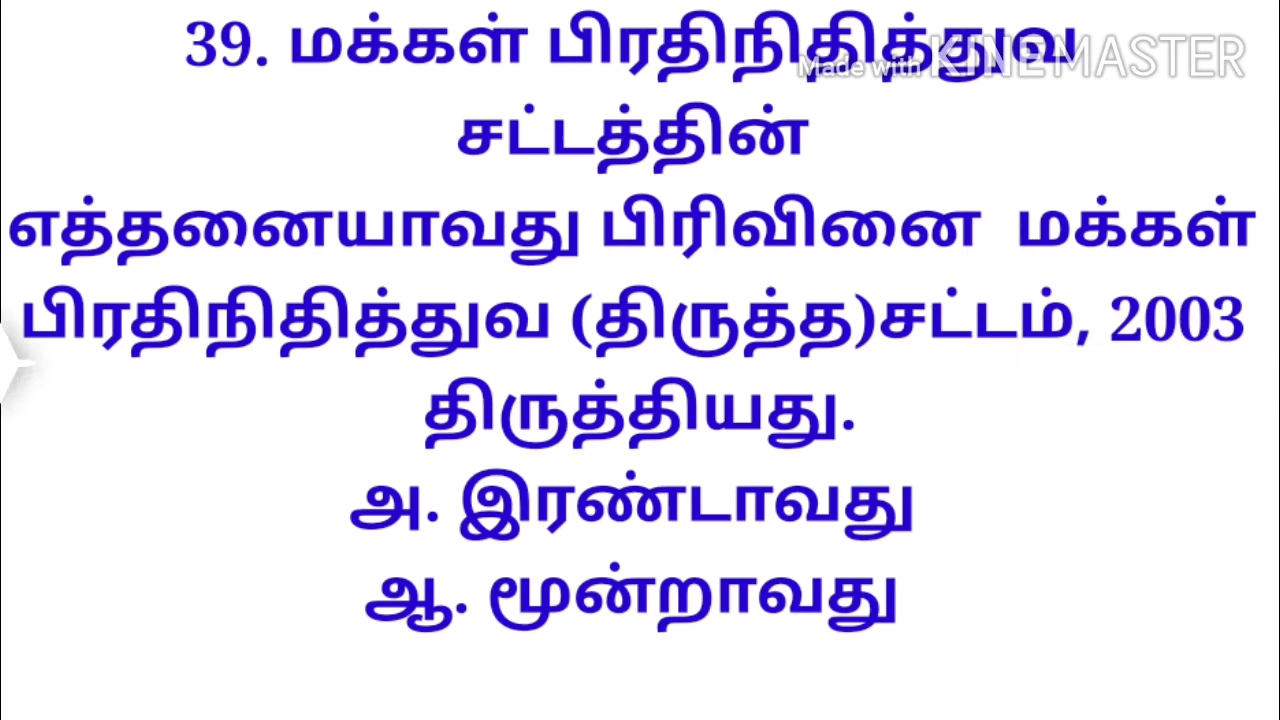 39. மக்கள் பிரதிநிதித்துவ
Made with KINEMASTER
சட்டத்தின்
எத்தனையாவது பிரிவினை மக்கள்
பிரதிநிதித்துவ (திருத்த)சட்டம், 2003
திருத்தியது.
அ. இரண்டாவது
ஆ. மூன்றாவது